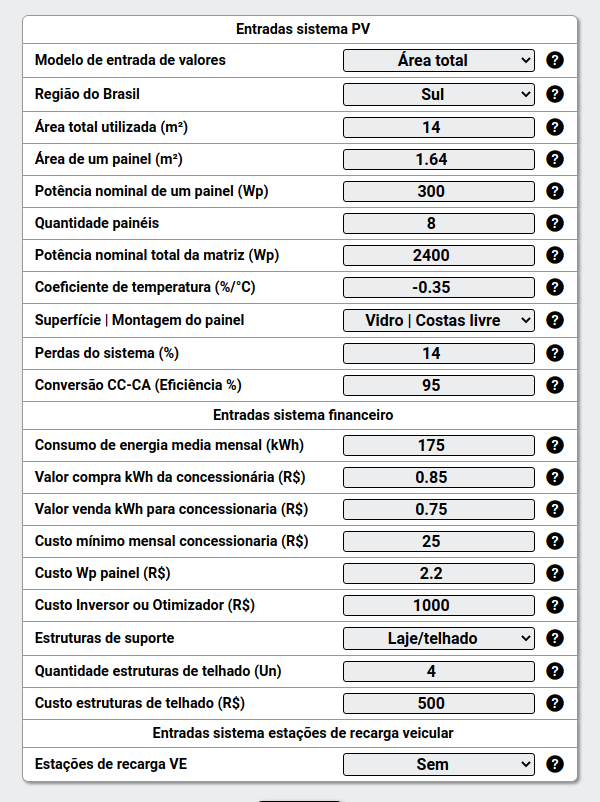 Entradas sistema PV
Modelo de entrada de valores Área total ?
Região do Brasil Sul ?
Área total utilizada (m²) 14 ?
Área de um painel (m²) 1.64 ?
Potência nominal de um painel (Wp) 300 ?
Quantidade painéis 8 ?
Potência nominal total da matriz (Wp) 2400 ?
Coeficiente de temperatura (%/°C) -0.35 ?
Superfície | Montagem do painel Vidro | Costas livre ?
Perdas do sistema (%) 14 ?
Conversão CC-CA (Eficiência %) 95 ?
Entradas sistema financeiro
Consumo de energia media mensal (kWh) 175 ?
Valor compra kWh da concessionária (R$) 0.85 ?
Valor venda kWh para concessionaria (R$) 0.75 ?
Custo mínimo mensal concessionaria (R$) 25 ?
Custo Wp painel (R$) 2.2 ?
Custo Inversor ou Otimizador (R$) 1000 ?
Estruturas de suporte Laje/telhado ?
Quantidade estruturas de telhado (Un) 4 ?
Custo estruturas de telhado (R$) 500 ?
Entradas sistema estações de recarga veicular
Estações de recarga VE Sem ?